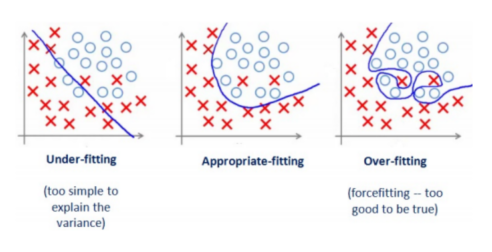 Under-fitting
Appropriate-fitting
Over-fitting
(too simple to
explain the
variance)
(forcefitting -- too
good to be true)